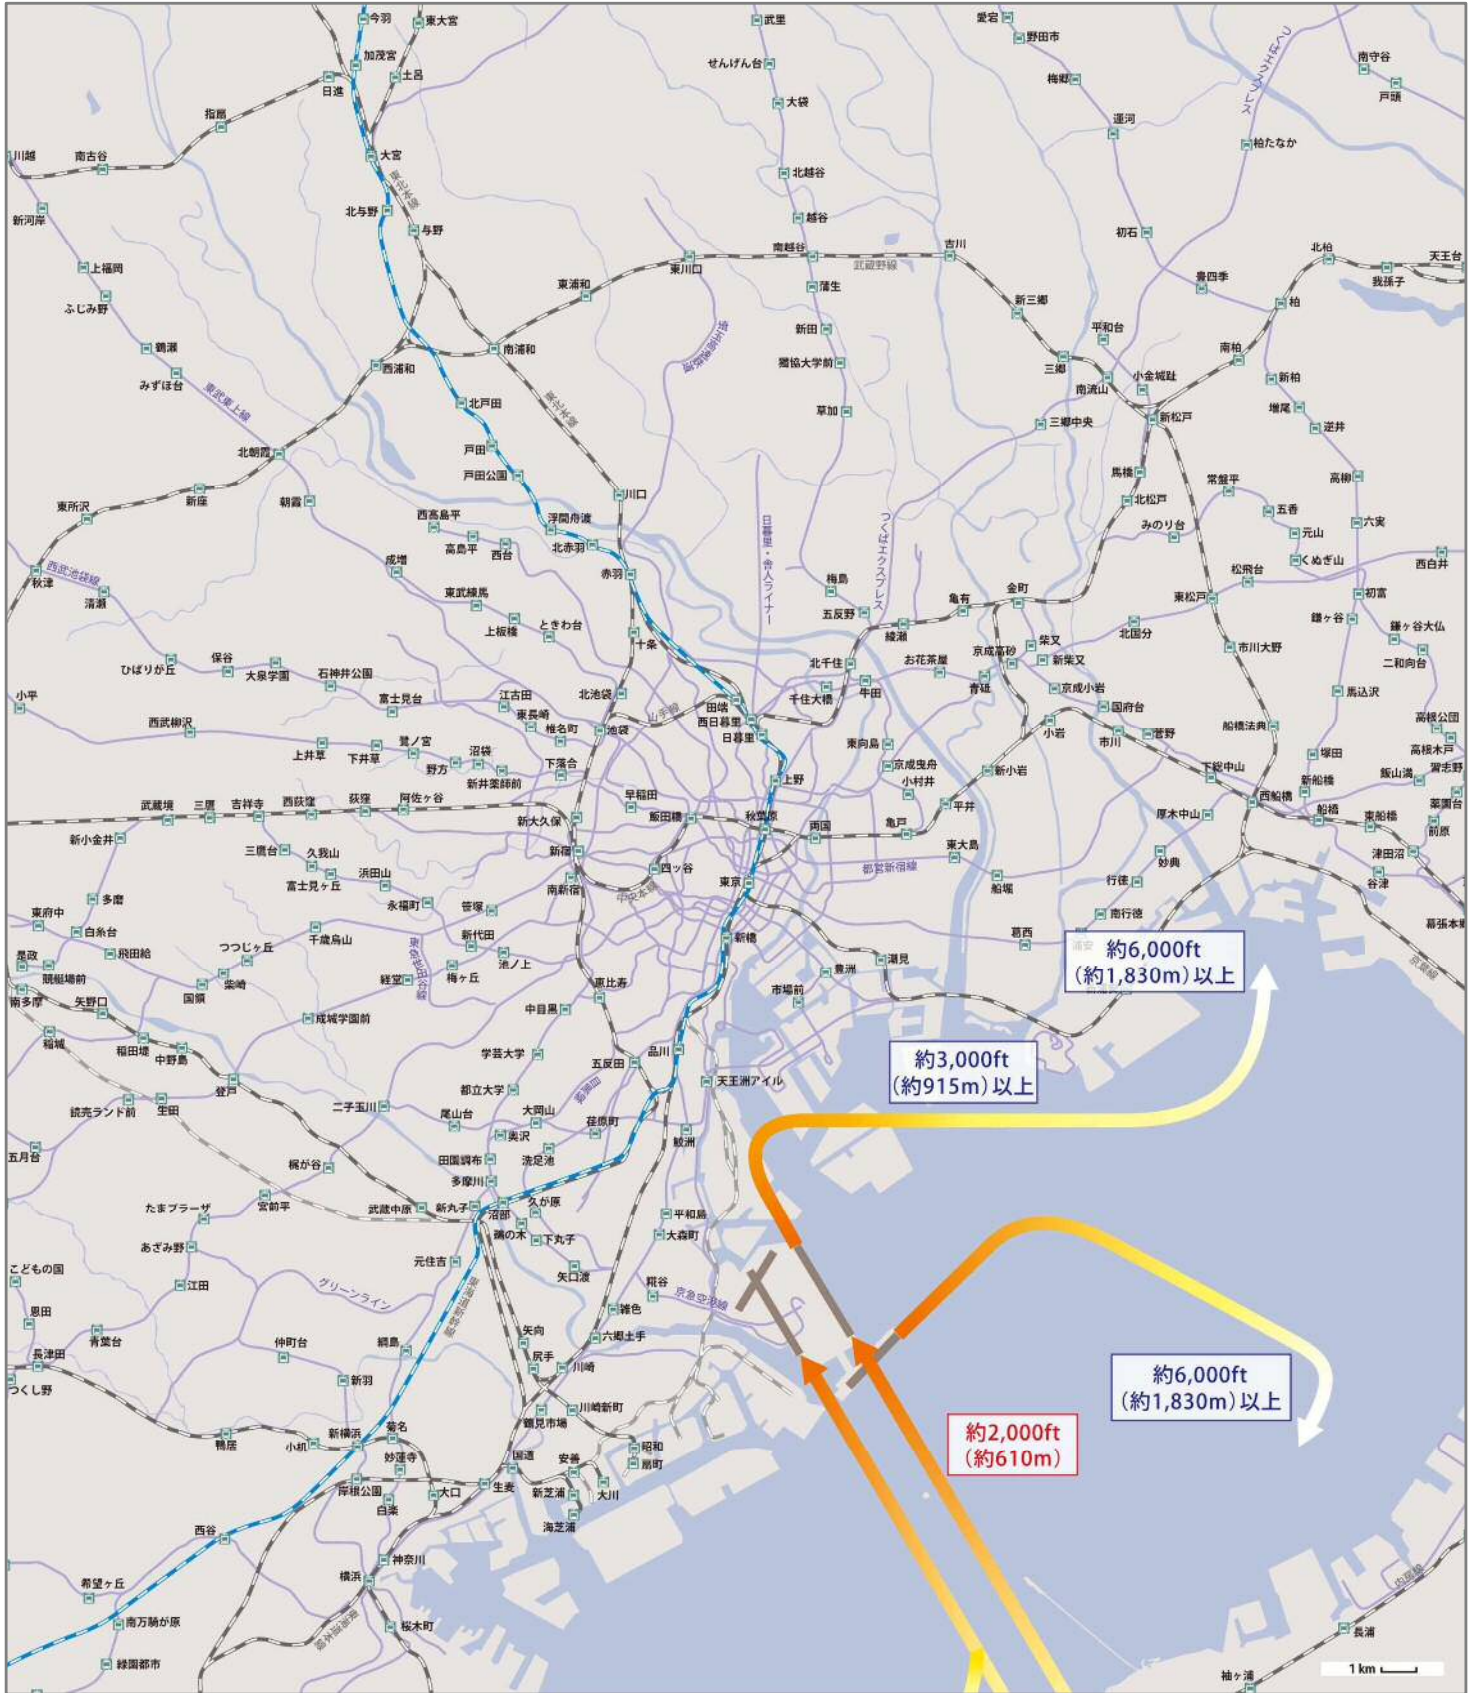 今羽
東大宮
武里
愛宕
野田市
つくばエクスプレス
南守谷
戸頭
加茂宮
土呂
せんげん台
梅郷
日進
大袋
指扇
運河
柏たなか
川越
南古谷
大宮
東北本線
北越谷
新河岸
北与野
与野
越谷
初石
北柏
天王台
上福岡
東川口
南越谷
武蔵野線
吉川
我孫子
ふじみ野
東浦和
蒲生
新三郷
豊四季
柏
鶴瀬
南浦和
新田
平和台
南柏
みずほ台
西浦和
獨協大学前
三郷
南流山
小金城趾
新柏
東武東上線
北戸田
東北本線
草加
三郷中央
新松戸
増尾
逆井
北朝霞
戸田
戸田公園
馬橋
常盤平
高柳
東所沢
新座
朝霞
川口
北松戸
五香
西高島平
浮間舟渡
日暮里・舎人ライナー
つくばエクスプレス
みのり台
元山
六実
高島平
西台
北赤羽
くぬぎ山
西白井
秋津
西武池袋線
成増
赤羽
梅島
松飛台
清瀬
東武練馬
五反野
亀有
金町
東松戸
初富
上板橋
ときわ台
綾瀬
北国分
鎌ヶ谷
鎌ヶ谷大仏
十条
柴又
ひばりが丘
保谷
大泉学園
石神井公園
北千住
お花茶屋
京成高砂
新柴又
市川大野
二和向台
小平
富士見台
江古田
北池袋
千住大橋
牛田
青砥
京成小岩
馬込沢
西武柳沢
東長崎
椎名町
池袋
山手線
田端
西日暮里
国府台
船橋法典
高根公団
上井草
下井草
鷺ノ宮
沼袋
日暮里
東向島
小岩
市川
菅野
高根木戸
野方
新井薬師前
下落合
上野
京成曳舟
新小岩
下総中山
塚田
新船橋
飯山満
習志野
武蔵境
三鷹
吉祥寺
西荻窪
荻窪
阿佐ヶ谷
早稲田
小村井
西船橋
薬園台
新小金井
新大久保
飯田橋
秋葉原
両国
亀戸
平井
厚木中山
船橋
東船橋
前原
三鷹台
久我山
浜田山
新宿
四ッ谷
都営新宿線
東大島
妙典
津田沼
富士見ヶ丘
南新宿
中央本線
東京
船堀
行徳
谷津
多磨
永福町
笹塚
東府中
白糸台
千歳烏山
新代田
新橋
葛西
南行徳
幕張本郷
飛田給
つつじヶ丘
池ノ上
約6,000ft
(約1,830m)以上
是政
競艇場前
国領
柴崎
経堂
梅ヶ丘
恵比寿
豊洲
潮見
京葉線
南多摩
矢野口
成城学園前
中目黒
市場前
稲城
稲田堤
中野島
学芸大学
五反田
品川
約3,000ft
(約915m)以上
登戸
都立大学
目黒線
天王洲アイル
読売ランド前
生田
二子玉川
尾山台
大岡山
荏原町
五月台
奥沢
鮫洲
梶が谷
田園調布
洗足池
宮前平
多摩川
たまプラーザ
武蔵中原
新丸子
沼部
久が原
平和島
あざみ野
鵜の木
下丸子
大森町
こどもの国
江田
元住吉
矢口渡
糀谷
恩田
グリーンライン
京急空港線
青葉台
雑色
長津田
仲町台
綱島
矢向
六郷土手
つくし野
新羽
尻手
川崎
約6,000ft
(約1,830m)以上
鶴見市場
川崎新町
鴨居
小机
新横浜
菊名
約2,000ft
(約610m)
妙蓮寺
国道
安善
昭和
扇町
岸根公園
大口
生麦
新芝浦
大川
白楽
海芝浦
西谷
神奈川
希望ヶ丘
横浜
内房線
南万騎が原
東海道本線
桜木町
長浦
緑園都市
袖ヶ浦
1 km